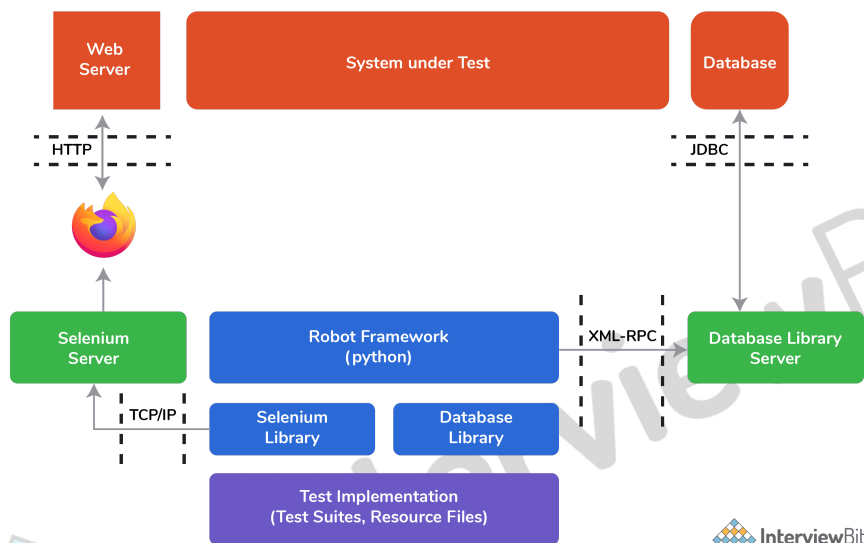 Web
Server
System under Test
Database
HTTP
JDBC
Selenium
Server
Robot Framework
(python)
XML-RPC
Database Library
Server
TCP/IP
Selenium
Library
Database
Library
Test Implementation
(Test Suites, Resource Files)
InterviewBit